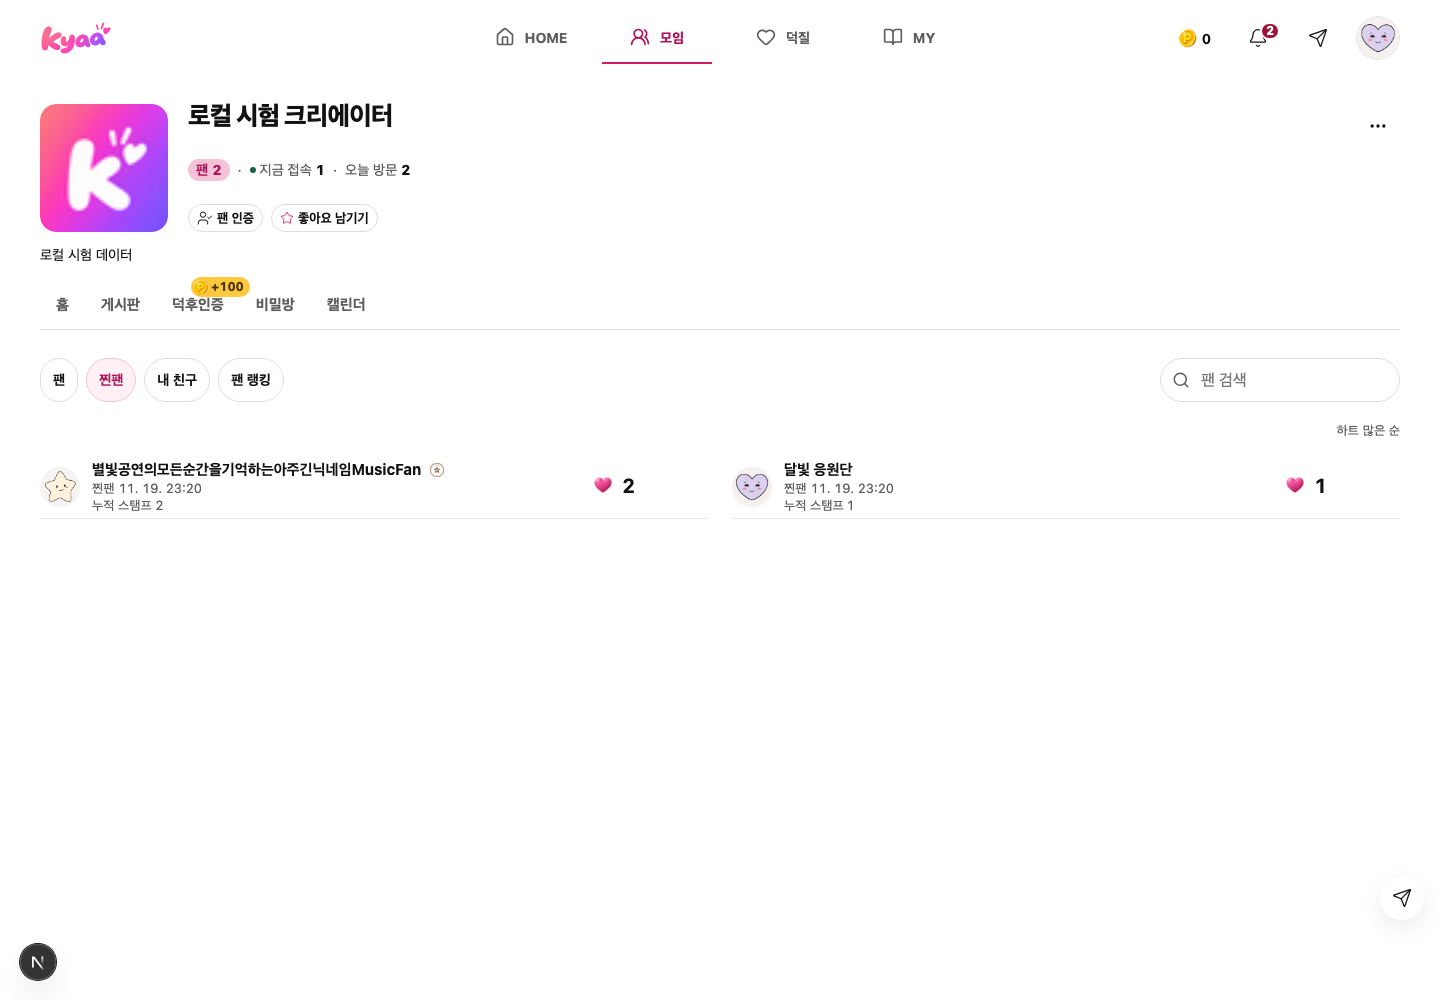 kyaa
HOME
모임
덕질
MY
0
2
로컬 시험 크리에이터
팬 2 · 지금 접속 1 · 오늘 방문 2
팬 인증
좋아요 남기기
로컬 시험 데이터
+100
홈
게시판
덕후인증
비밀방
캘린더
팬
찐팬
내 친구
팬 랭킹
팬 검색
하트 많은 순
별빛공연의모든순간을기억하는아주긴닉네임MusicFan
찐팬 11. 19. 23:20
누적 스탬프 2
2
달빛 응원단
찐팬 11. 19. 23:20
누적 스탬프 1
1
N